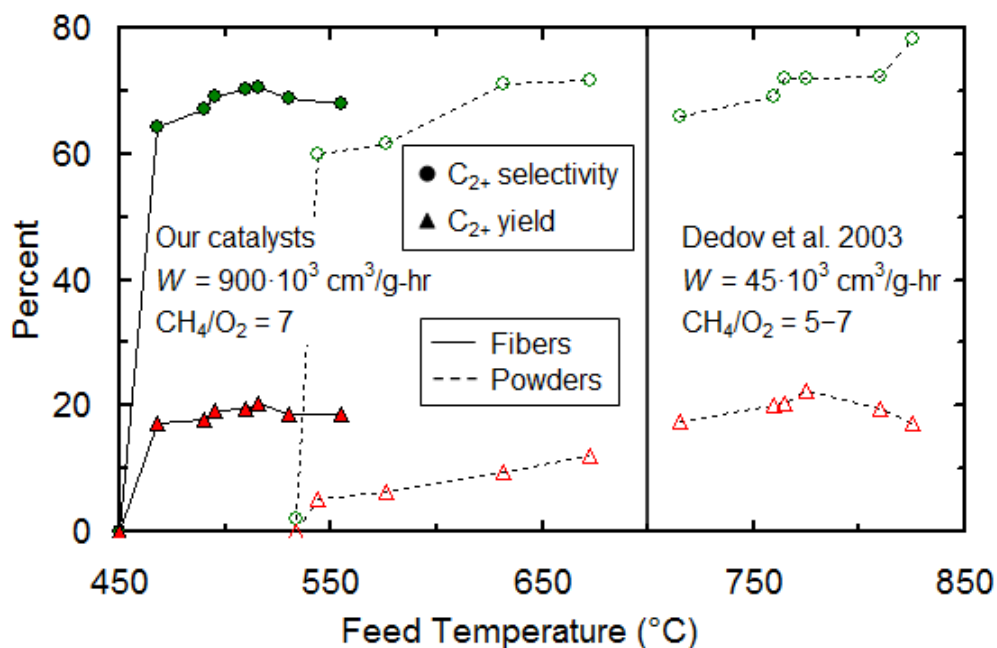 80
60
40
20
0
Percent
C₂₊ selectivity
C₂₊ yield
Our catalysts
W = 900·10³ cm³/g-hr
CH₄/O₂ = 7
Dedov et al. 2003
W = 45·10³ cm³/g-hr
CH₄/O₂ = 5–7
Fibers
Powders
450
550
650
750
850
Feed Temperature (°C)